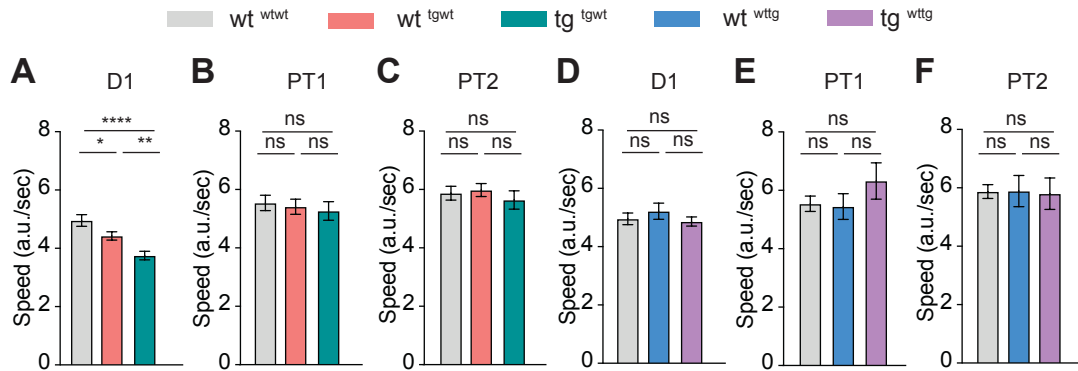 wt wtwt wt tgwt tg tgwt wt wttg tg wttg
A D1 B PT1 C PT2 D D1 E PT1 F PT2
8 8 8 8 8 8
**** ns ns ns ns ns
* ** ns ns ns ns ns ns ns ns ns ns
6 6 6 6 6 6
4 4 4 4 4 4
2 2 2 2 2 2
0 0 0 0 0 0
Speed (a.u./sec) Speed (a.u./sec) Speed (a.u./sec) Speed (a.u./sec) Speed (a.u./sec) Speed (a.u./sec)